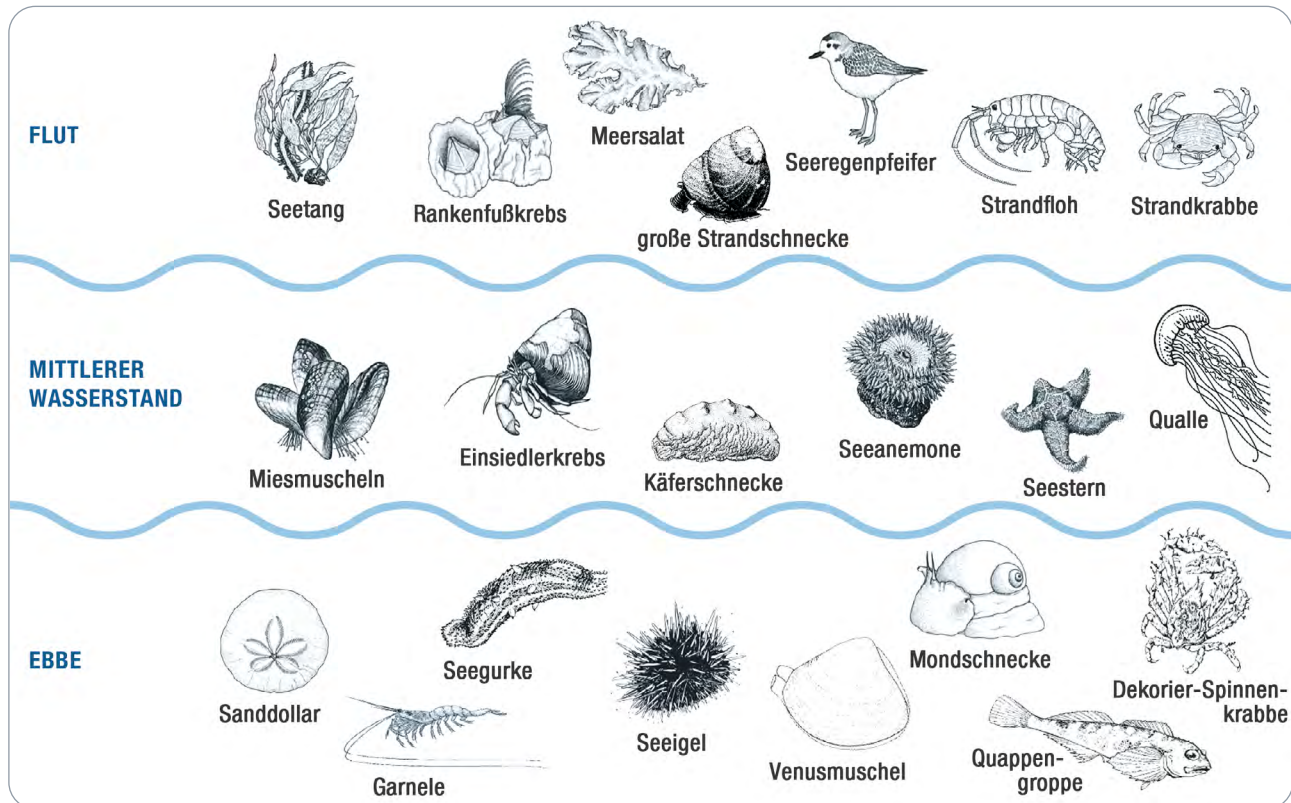 FLUT
Seetang
Rankenfußkrebs
Meersalat
große Strandschnecke
Seeregenpfeifer
Strandfloh
Strandkrabbe
MITTLERER
WASSERSTAND
Miesmuscheln
Einsiedlerkrebs
Käferschnecke
Seeanemone
Seestern
Qualle
EBBE
Sanddollar
Garnele
Seegurke
Seeigel
Venusmuschel
Mondschnecke
Quappen-
groppe
Dekorier-Spinnen-
krabbe